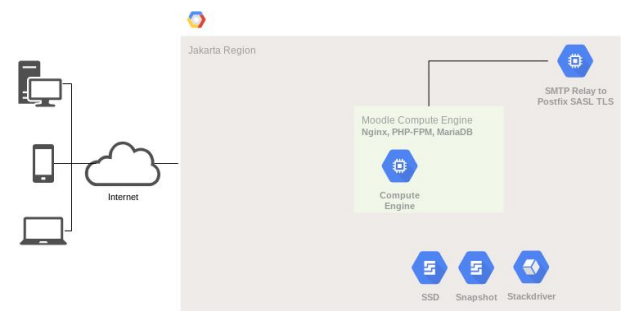 Jakarta Region
SMTP Relay to
Postfix SASL TLS
Moodle Compute Engine
Nginx, PHP-FPM, MariaDB
Compute
Engine
Internet
SSD
Snapshot
Stackdriver